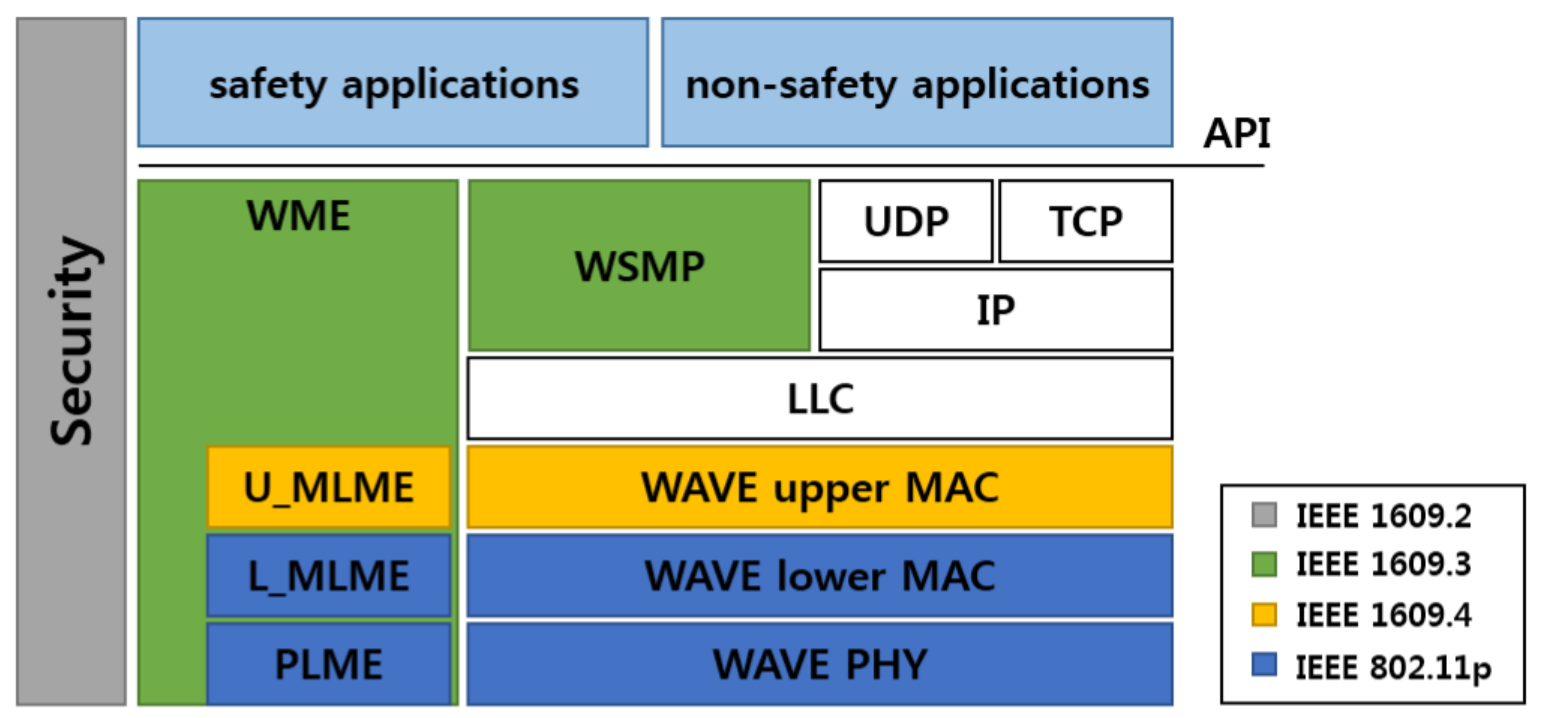 Security
safety applications
non-safety applications
API
WME
WSMP
UDP
TCP
IP
LLC
U_MLME
WAVE upper MAC
L_MLME
WAVE lower MAC
PLME
WAVE PHY
IEEE 1609.2
IEEE 1609.3
IEEE 1609.4
IEEE 802.11p